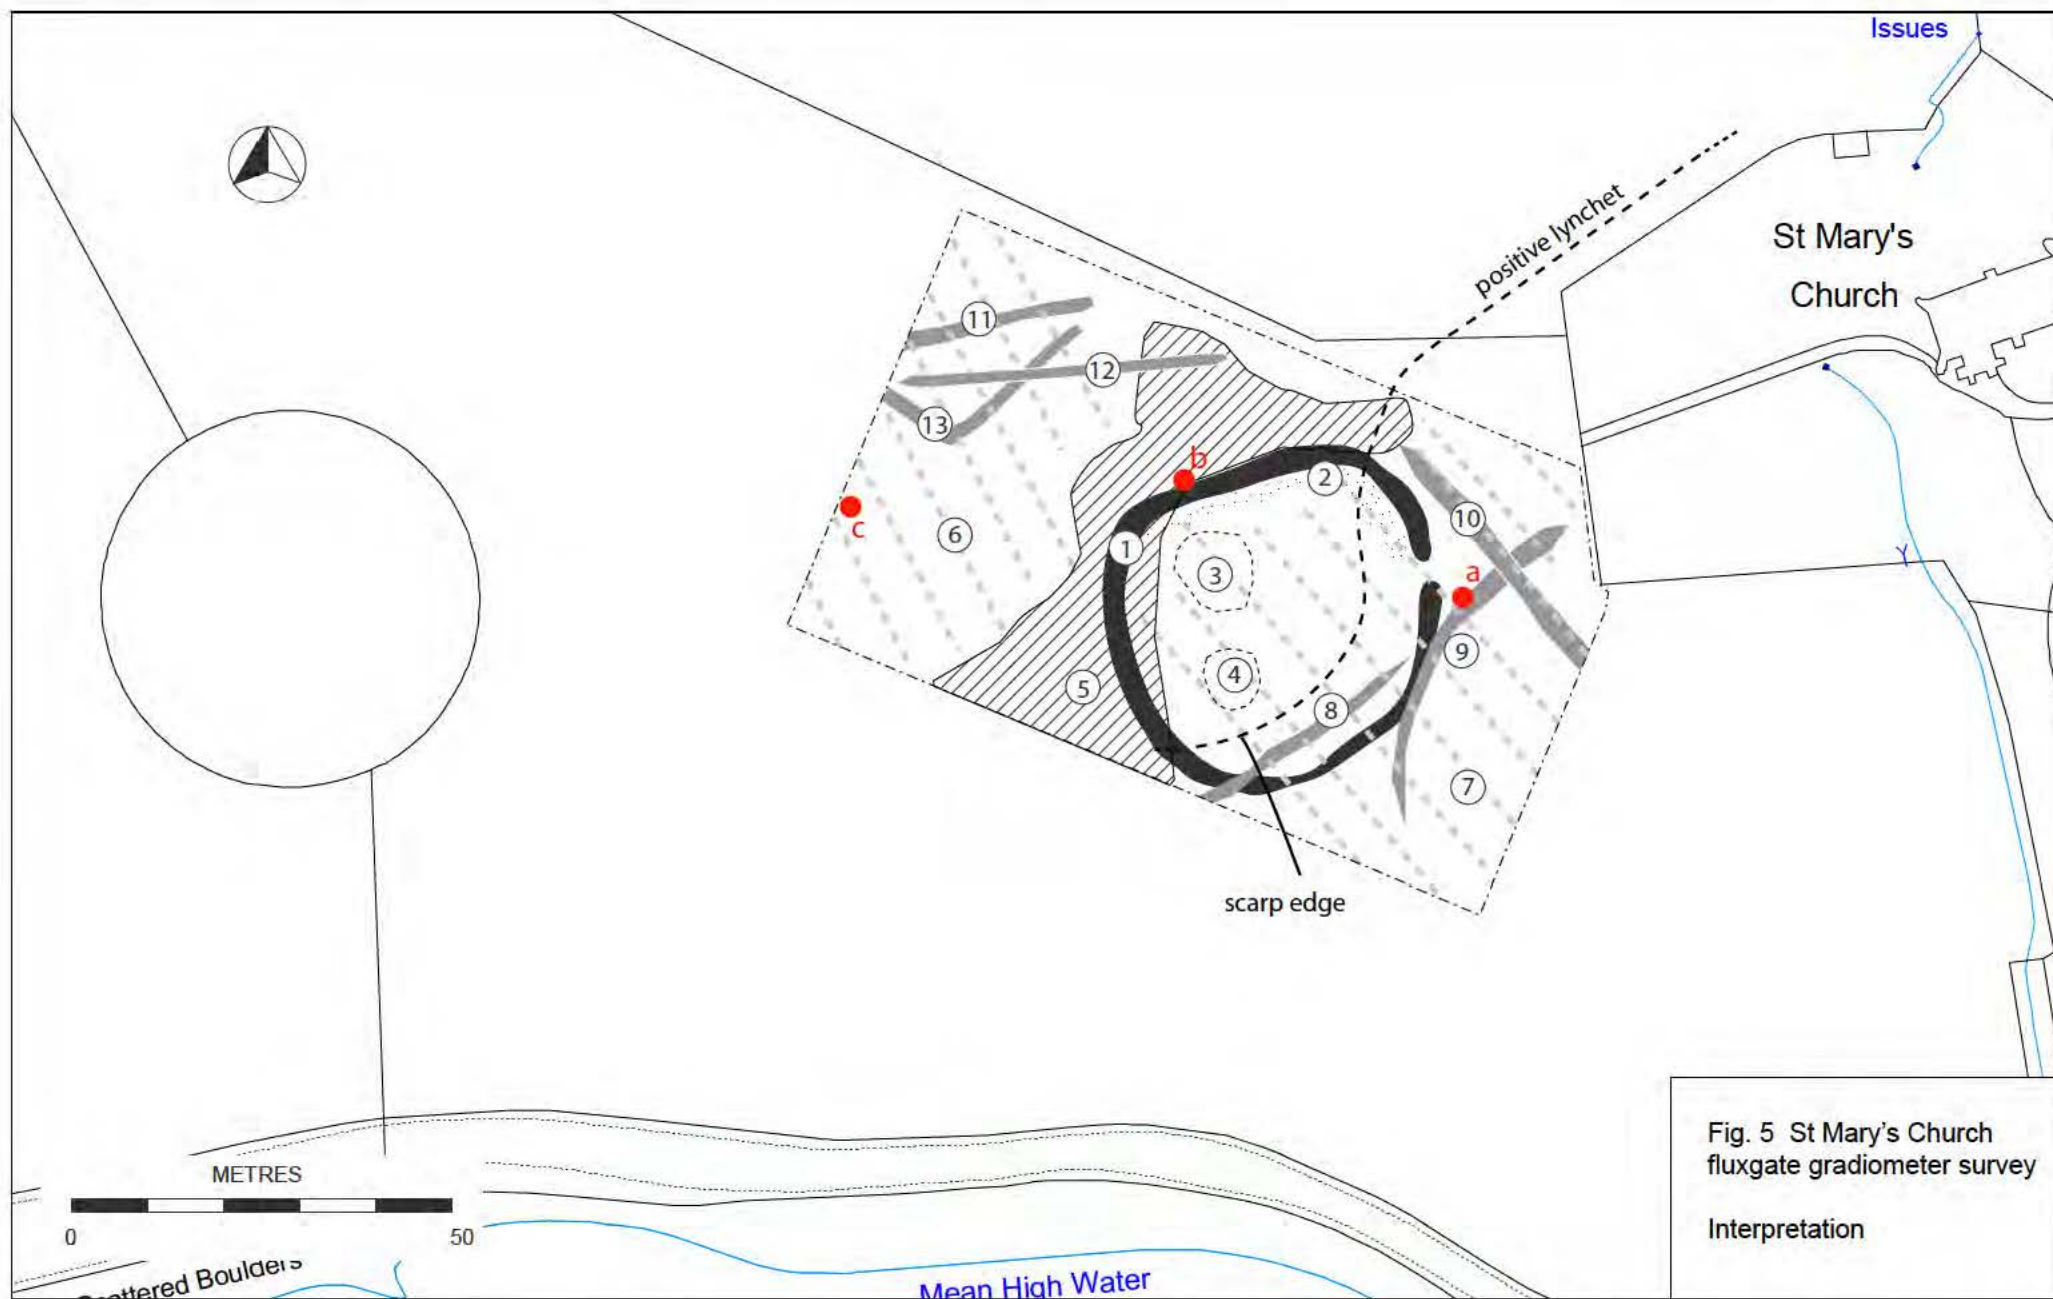 Issues
positive lynchet
St Mary's
Church
11
12
13
b
2
c
6
1
10
3
a
9
4
5
8
7
scarp edge
Y
METRES
0
50
Boulders
Mean High Water
Fig. 5 St Mary’s Church
fluxgate gradiometer survey
Interpretation